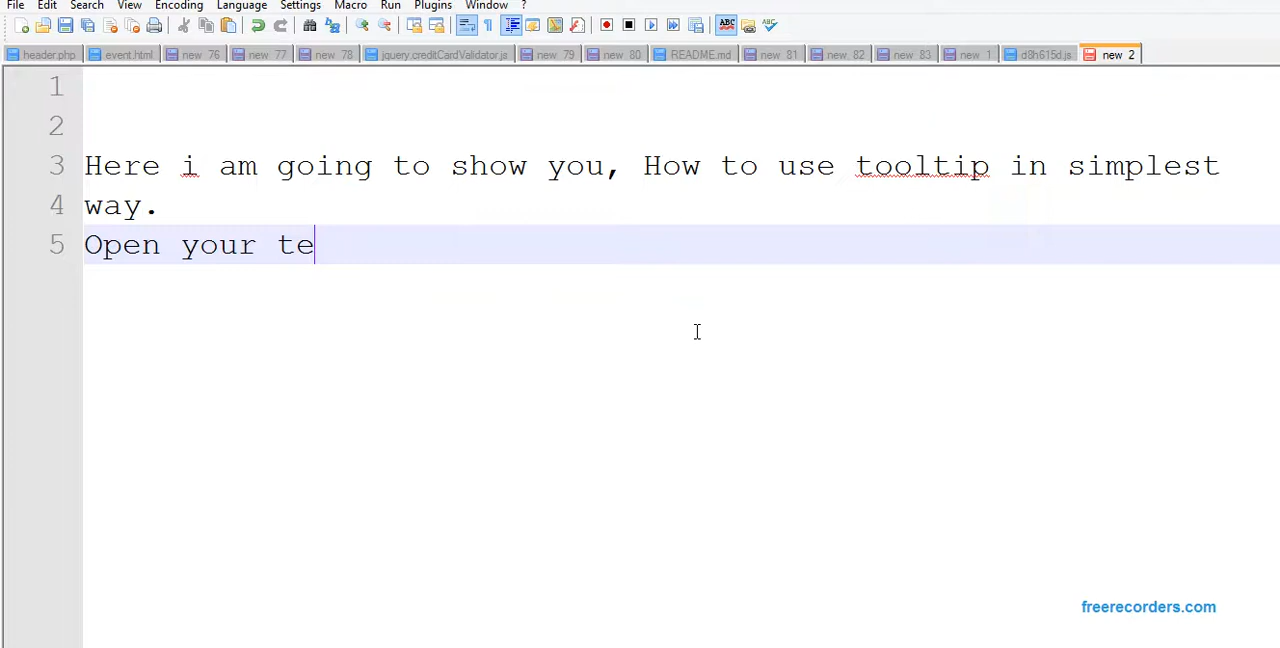 File Edit Search View Encoding Language Settings Macro Run Plugins Window ?
header.php event.html new 76 new 77 new 78 jquery.creditCardValidator.js new 79 new 80 README.md new 81 new 82 new 83 new 1 d8h615d.js new 2
1
2
3 Here i am going to show you, How to use tooltip in simplest
4 way.
5 Open your te
freerecorders.com